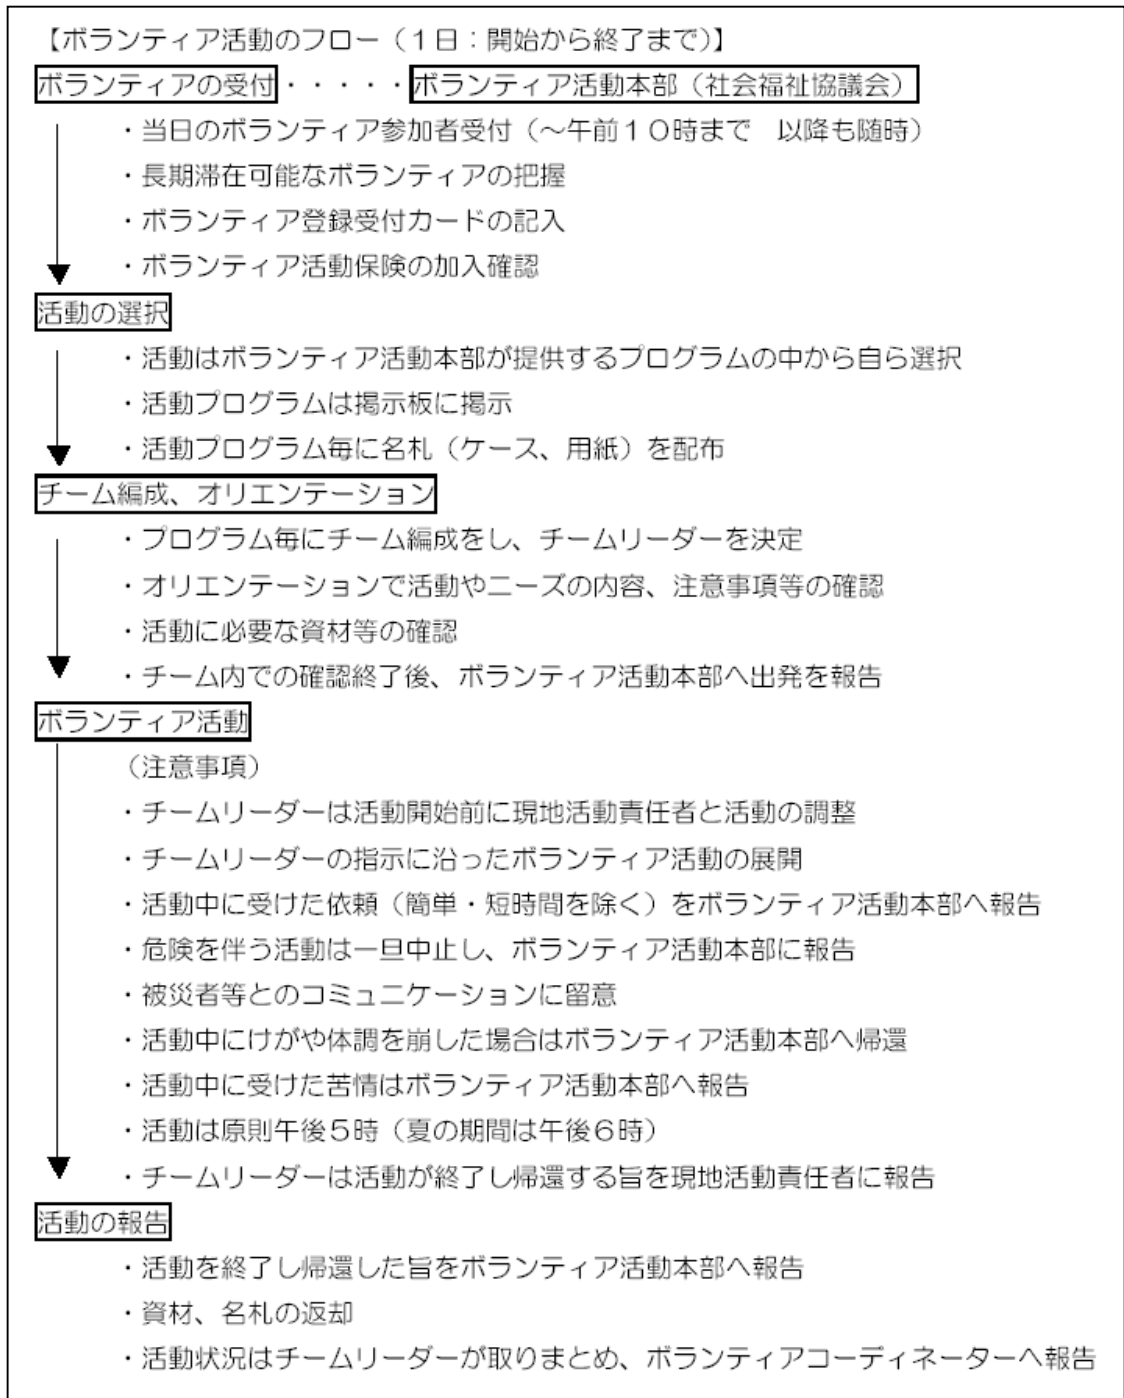 【ボランティア活動のフロー（１日：開始から終了まで）】
ボランティアの受付・・・・・ボランティア活動本部（社会福祉協議会）
・当日のボランティア参加者受付（～午前１０時まで　以降も随時）
・長期滞在可能なボランティアの把握
・ボランティア登録受付カードの記入
・ボランティア活動保険の加入確認
活動の選択
・活動はボランティア活動本部が提供するプログラムの中から自ら選択
・活動プログラムは掲示板に掲示
・活動プログラム毎に名札（ケース、用紙）を配布
チーム編成、オリエンテーション
・プログラム毎にチーム編成をし、チームリーダーを決定
・オリエンテーションで活動やニーズの内容、注意事項等の確認
・活動に必要な資材等の確認
・チーム内での確認終了後、ボランティア活動本部へ出発を報告
ボランティア活動
（注意事項）
・チームリーダーは活動開始前に現地活動責任者と活動の調整
・チームリーダーの指示に沿ったボランティア活動の展開
・活動中に受けた依頼（簡単・短時間を除く）をボランティア活動本部へ報告
・危険を伴う活動は一旦中止し、ボランティア活動本部に報告
・被災者等とのコミュニケーションに留意
・活動中にけがや体調を崩した場合はボランティア活動本部へ帰還
・活動中に受けた苦情はボランティア活動本部へ報告
・活動は原則午後５時（夏の期間は午後６時）
・チームリーダーは活動が終了し帰還する旨を現地活動責任者に報告
活動の報告
・活動を終了し帰還した旨をボランティア活動本部へ報告
・資材、名札の返却
・活動状況はチームリーダーが取りまとめ、ボランティアコーディネーターへ報告